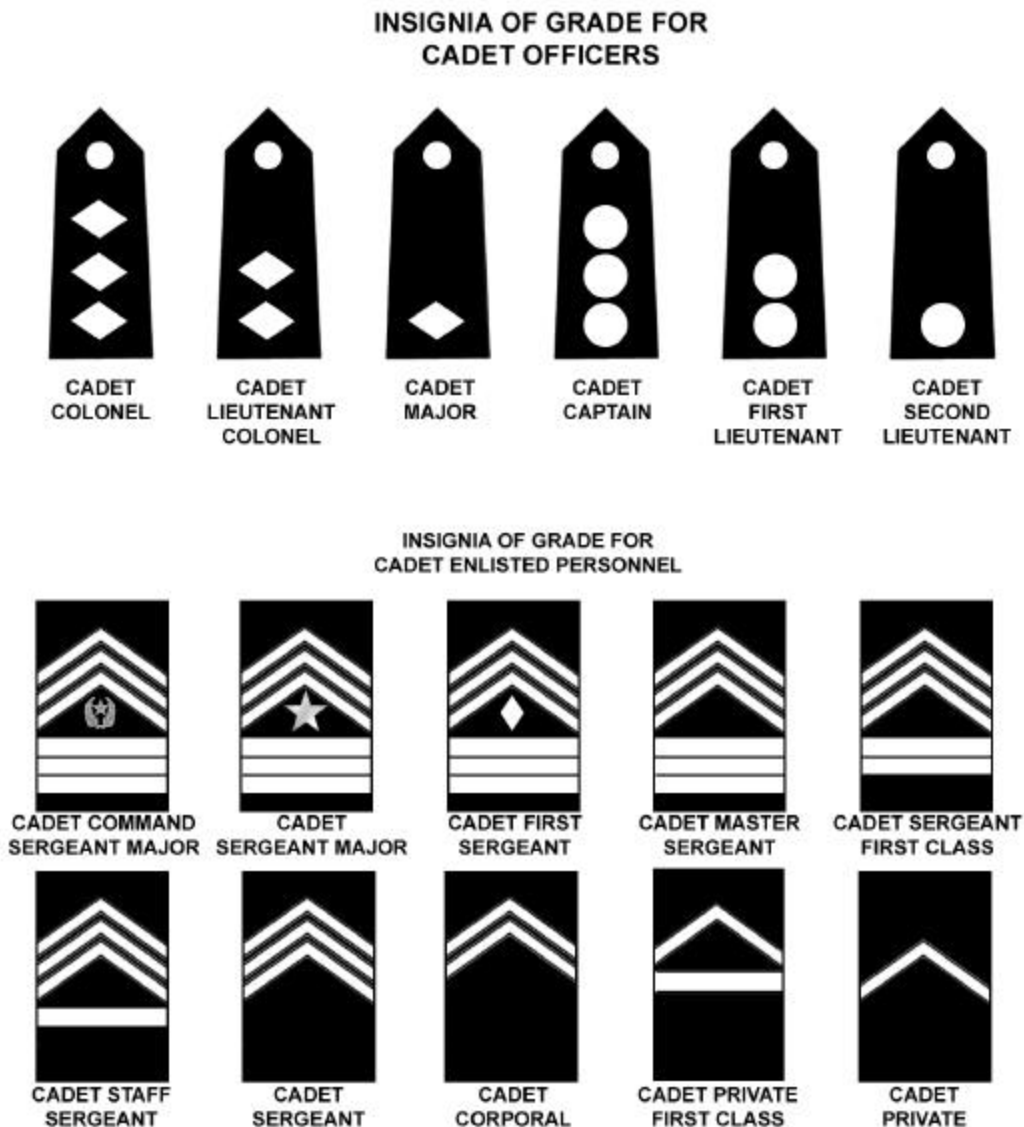 INSIGNIA OF GRADE FOR
CADET OFFICERS
CADET
COLONEL
CADET
LIEUTENANT
COLONEL
CADET
MAJOR
CADET
CAPTAIN
CADET
FIRST
LIEUTENANT
CADET
SECOND
LIEUTENANT
INSIGNIA OF GRADE FOR
CADET ENLISTED PERSONNEL
CADET COMMAND
SERGEANT MAJOR
CADET
SERGEANT MAJOR
CADET FIRST
SERGEANT
CADET MASTER
SERGEANT
CADET SERGEANT
FIRST CLASS
CADET STAFF
SERGEANT
CADET
SERGEANT
CADET
CORPORAL
CADET PRIVATE
FIRST CLASS
CADET
PRIVATE